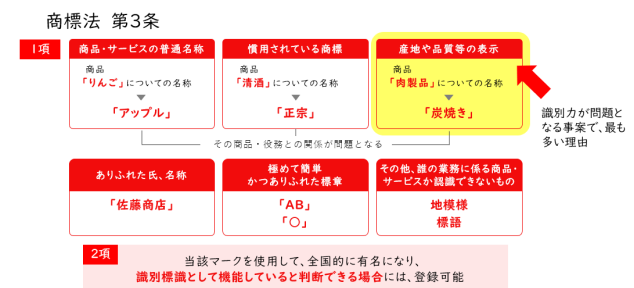 商標法 第3条
1項
商品・サービスの普通名称
商品
「りんご」についての名称
「アップル」
慣用されている商標
商品
「清酒」についての名称
「正宗」
産地や品質等の表示
商品
「肉製品」についての名称
「炭焼き」
識別力が問題と
なる事案で、最も
多い理由
その商品・役務との関係が問題となる
ありふれた氏、名称
「佐藤商店」
極めて簡単
かつありふれた標章
「AB」
「〇」
その他、誰の業務に係る商品・
サービスか認識できないもの
地模様
標語
2項
当該マークを使用して、全国的に有名になり、
識別標識として機能していると判断できる場合には、登録可能